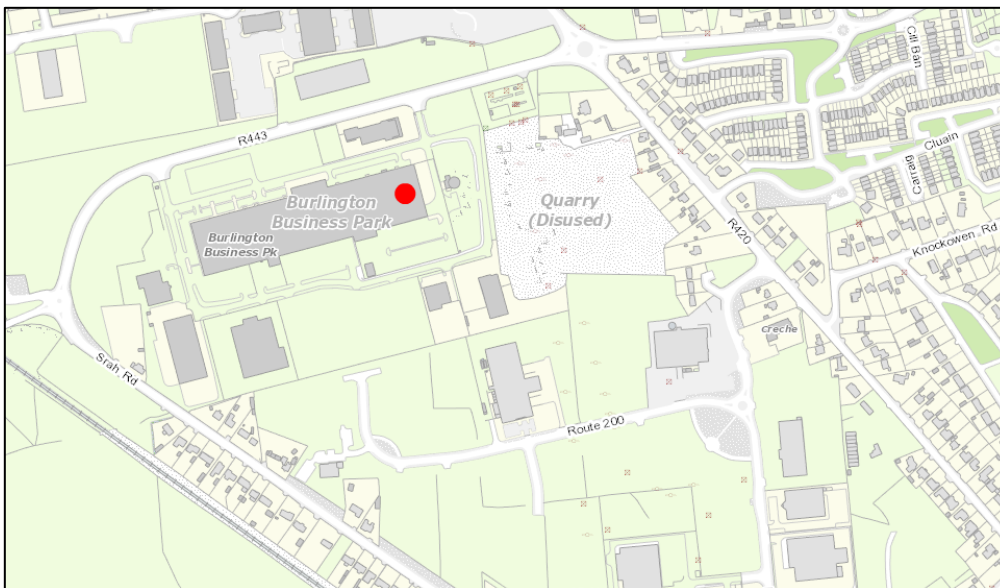 Cill Bán
R443
Cluain
Carraig
Burlington
Business Park
Quarry
(Disused)
Burlington
Business Pk
R420
Knockowen Rd
Creche
Srah Rd
Route 200